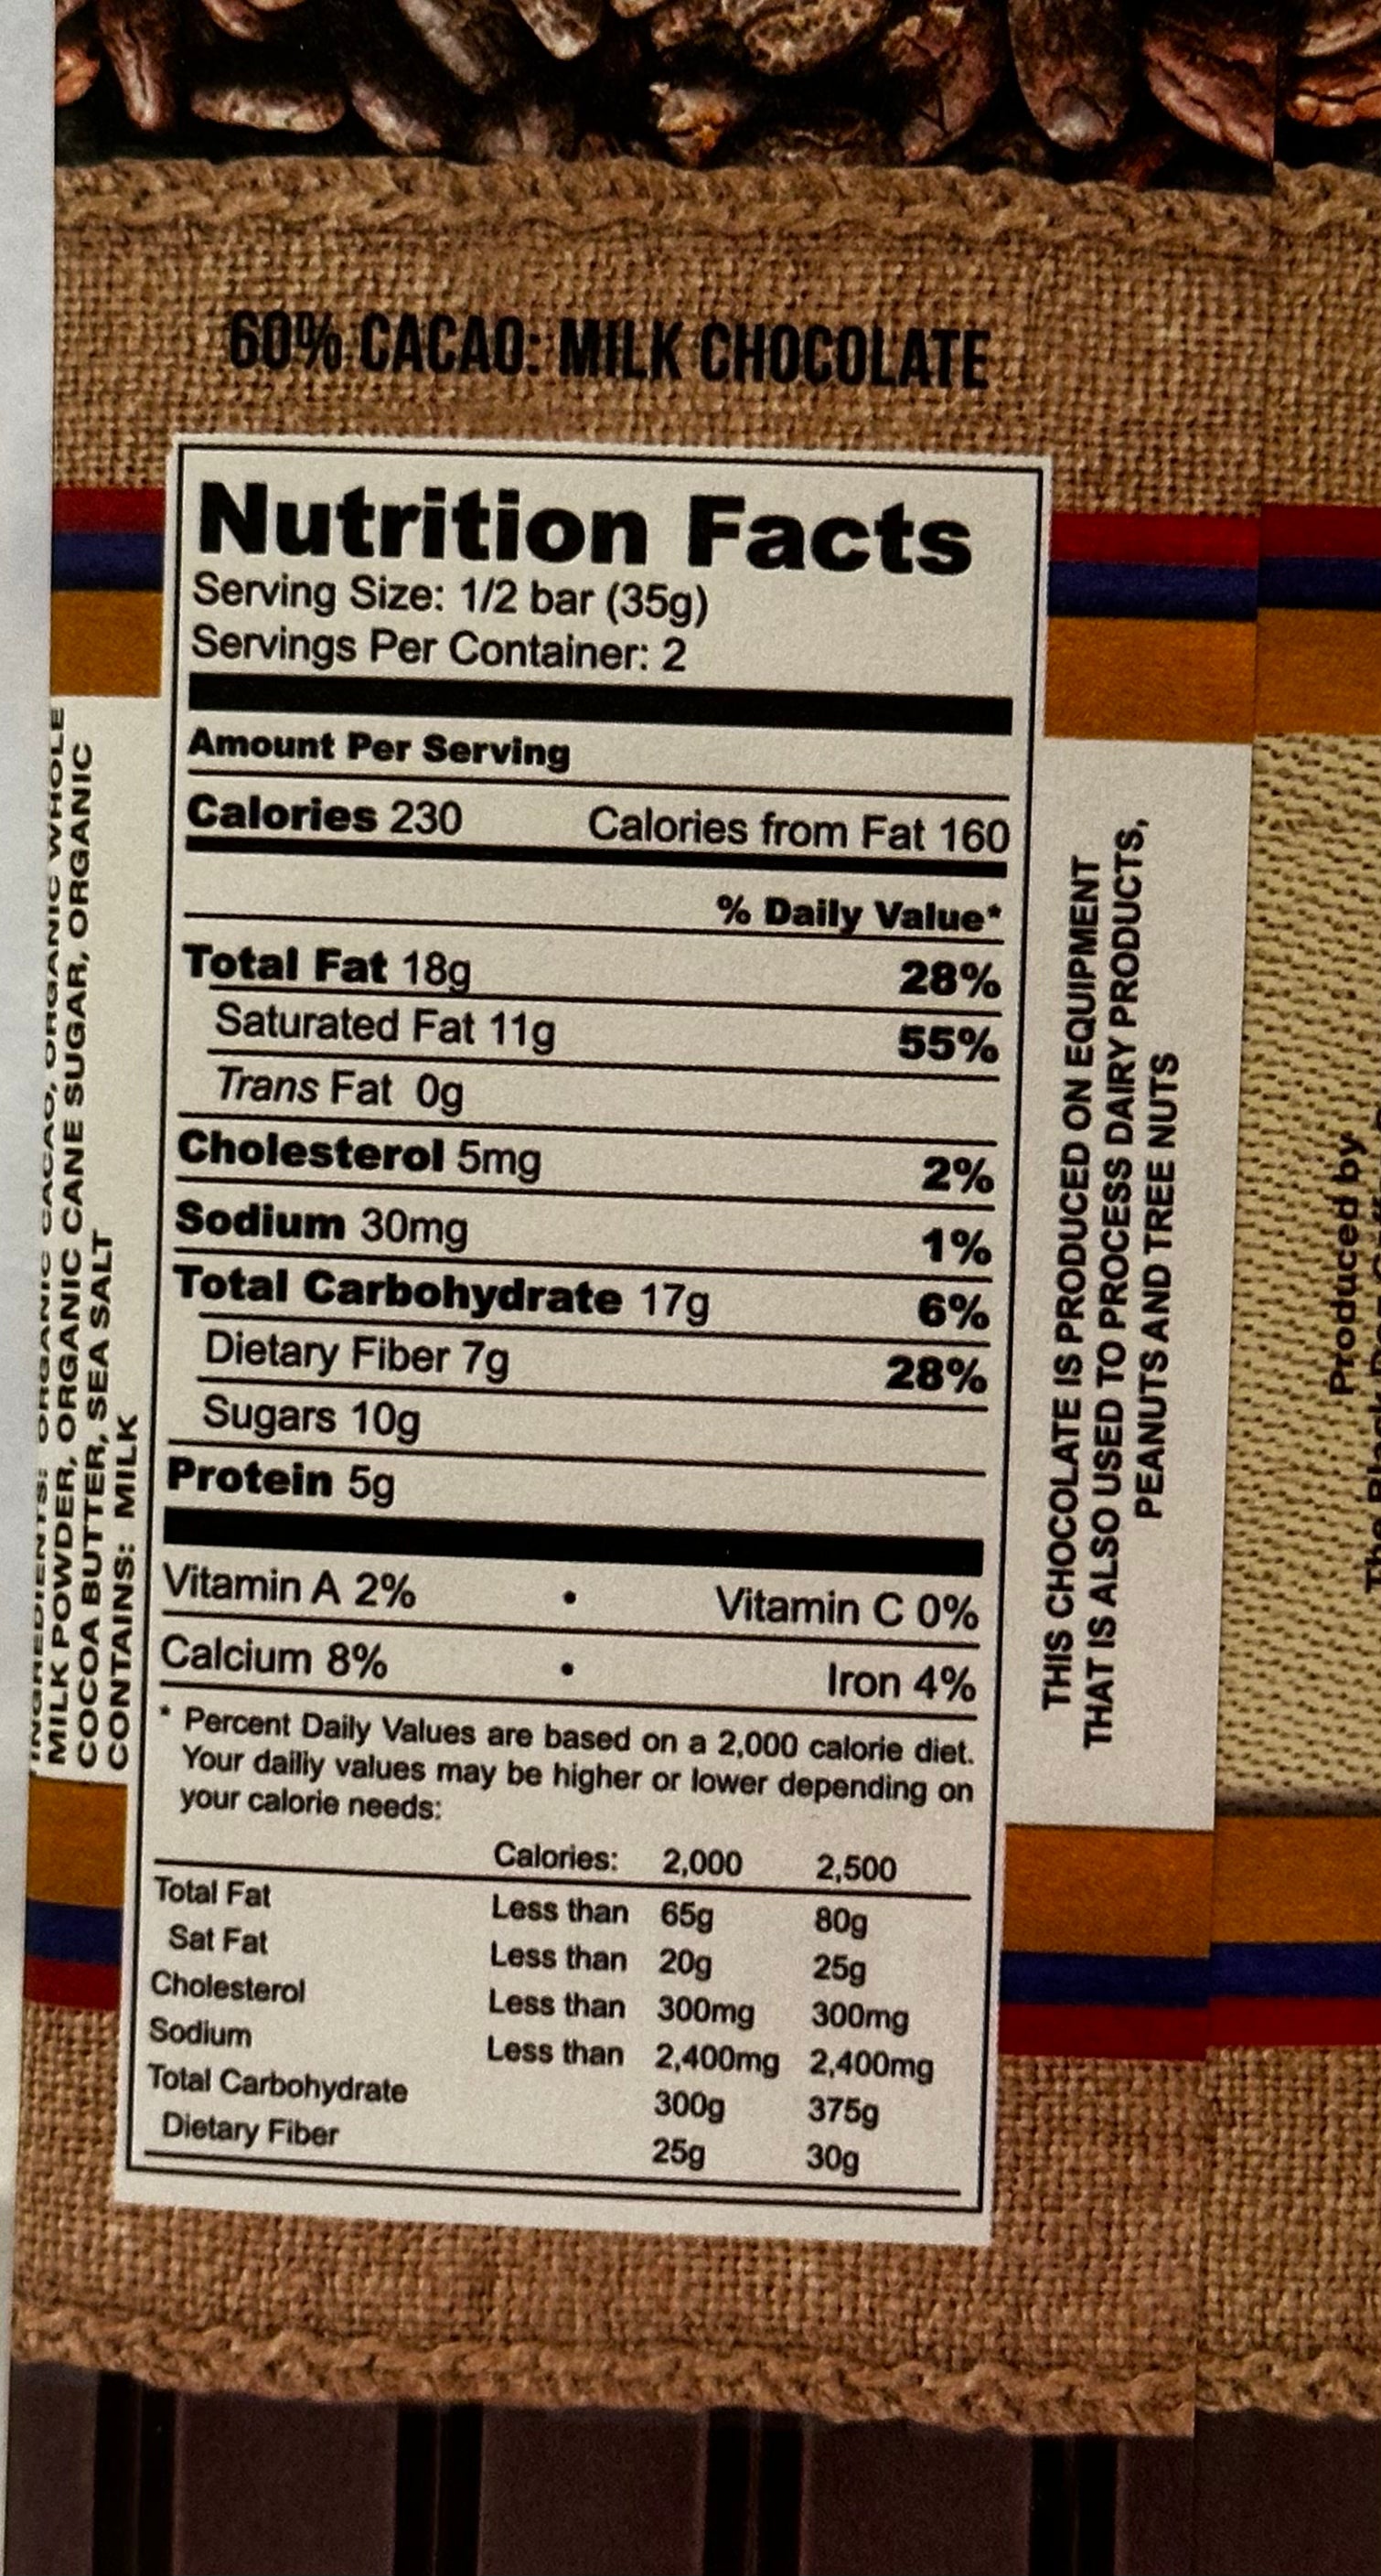 60% CACAO: MILK CHOCOLATE
Nutrition Facts
Serving Size: 1/2 bar (35g)
Servings Per Container: 2
Amount Per Serving
Calories 230 Calories from Fat 160
% Daily Value*
Total Fat 18g 28%
Saturated Fat 11g 55%
Trans Fat 0g
Cholesterol 5mg 2%
Sodium 30mg 1%
Total Carbohydrate 17g 6%
Dietary Fiber 7g 28%
Sugars 10g
Protein 5g
Vitamin A 2% • Vitamin C 0%
Calcium 8% • Iron 4%
* Percent Daily Values are based on a 2,000 calorie diet.
Your dailiy values may be higher or lower depending on
your calorie needs:
Calories: 2,000 2,500
Total Fat Less than 65g 80g
Sat Fat Less than 20g 25g
Cholesterol Less than 300mg 300mg
Sodium Less than 2,400mg 2,400mg
Total Carbohydrate 300g 375g
Dietary Fiber 25g 30g
INGREDIENTS: ORGANIC CACAO, ORGANIC WHOLE
MILK POWDER, ORGANIC CANE SUGAR, ORGANIC
COCOA BUTTER, SEA SALT
CONTAINS: MILK
THIS CHOCOLATE IS PRODUCED ON EQUIPMENT
THAT IS ALSO USED TO PROCESS DAIRY PRODUCTS,
PEANUTS AND TREE NUTS
Produced by
The Black